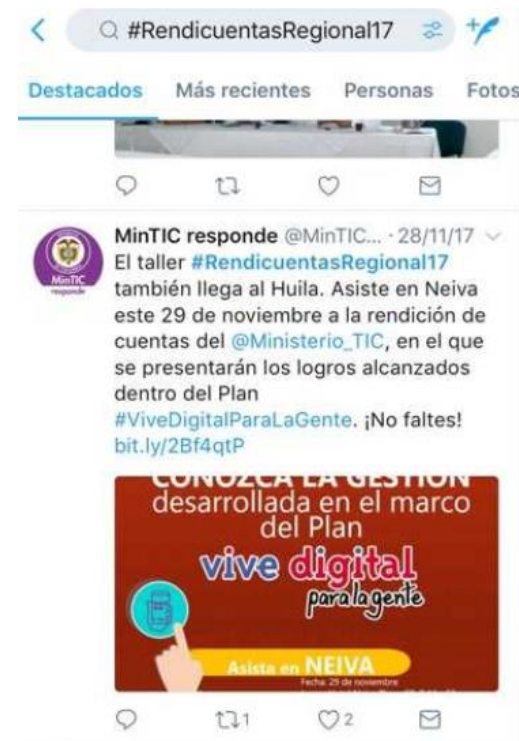 #RendicuentasRegional17
Destacados Más recientes Personas Fotos
MinTIC responde @MinTIC... · 28/11/17
El taller #RendicuentasRegional17
también llega al Huila. Asiste en Neiva
este 29 de noviembre a la rendición de
cuentas del @Ministerio_TIC, en el que
se presentarán los logros alcanzados
dentro del Plan
#ViveDigitalParaLaGente. ¡No faltes!
bit.ly/2Bf4qtP
MinTIC
responde
CONOZCA LA GESTIÓN
desarrollada en el marco
del Plan
vive digital
para la gente
Asista en NEIVA
Fecha: 29 de noviembre
1 2